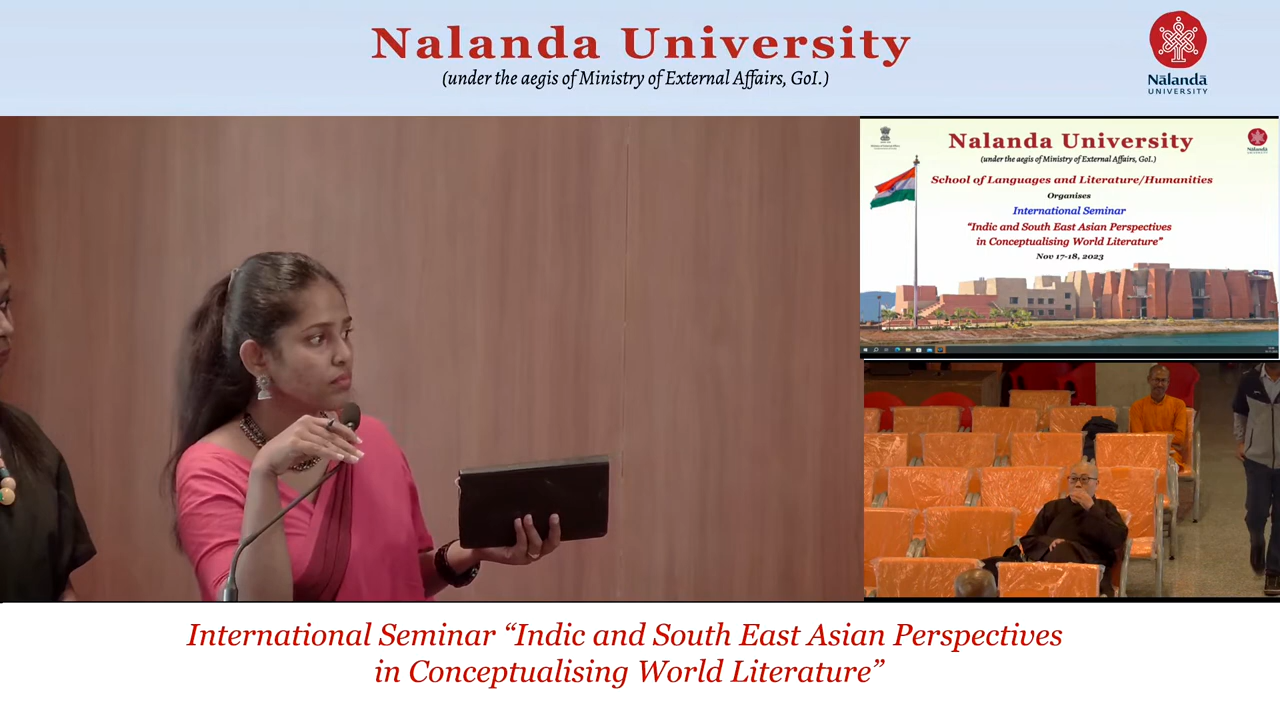 Nalanda University
(under the aegis of Ministry of External Affairs, GoI.)
Nālandā
UNIVERSITY
Nalanda University
(under the aegis of Ministry of External Affairs, GoI.)
School of Languages and Literature/Humanities
Organises
International Seminar
“Indic and South East Asian Perspectives
in Conceptualising World Literature”
Nov 17-18, 2023
International Seminar “Indic and South East Asian Perspectives
in Conceptualising World Literature”